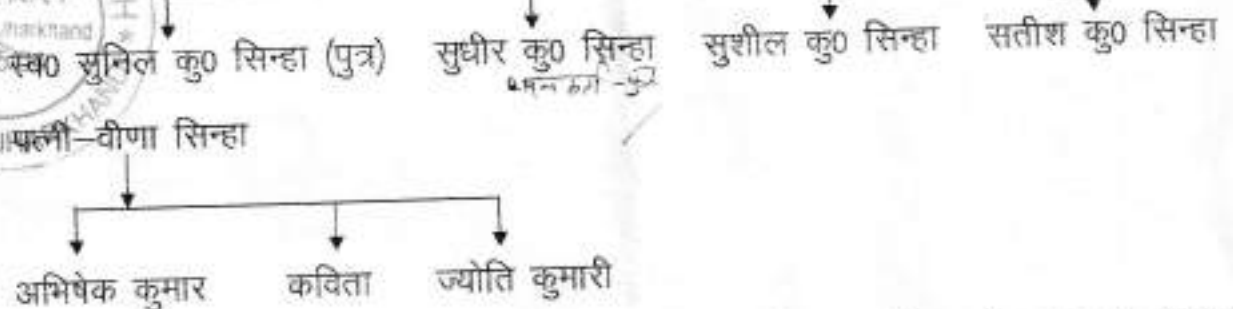 स्व0 सुनिल कु0 सिन्हा (पुत्र) सुधीर कु0 सिन्हा सुशील कु0 सिन्हा सतीश कु0 सिन्हा
पत्नी–वीणा सिन्हा
अभिषेक कुमार कविता ज्योति कुमारी